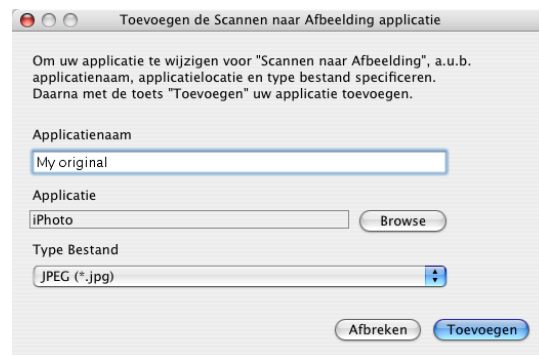 Toevoegen de Scannen naar Afbeelding applicatie
Om uw applicatie te wijzigen voor "Scannen naar Afbeelding", a.u.b.
applicatienaam, applicatielocatie en type bestand specificeren.
Daarna met de toets "Toevoegen" uw applicatie toevoegen.
Applicatienaam
My original
Applicatie
iPhoto
Browse
Type Bestand
JPEG (*.jpg)
Afbreken
Toevoegen